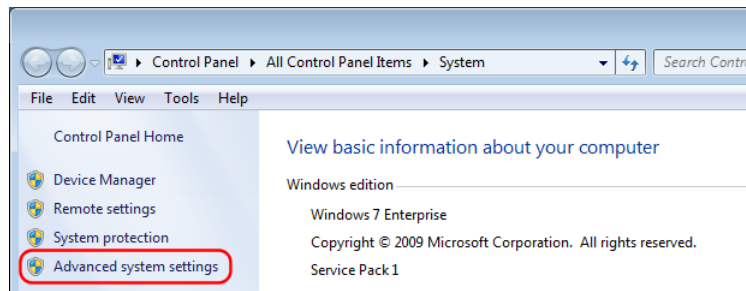 Control Panel All Control Panel Items System
Search Contr
File Edit View Tools Help
Control Panel Home
Device Manager
Remote settings
System protection
Advanced system settings
View basic information about your computer
Windows edition
Windows 7 Enterprise
Copyright © 2009 Microsoft Corporation. All rights reserved.
Service Pack 1